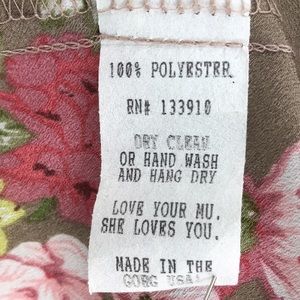 100% POLYESTER
RN# 133910
DRY CLEAN
OR HAND WASH
AND HANG DRY
LOVE YOUR MU.
SHE LOVES YOU.
MADE IN THE
GORG USA!